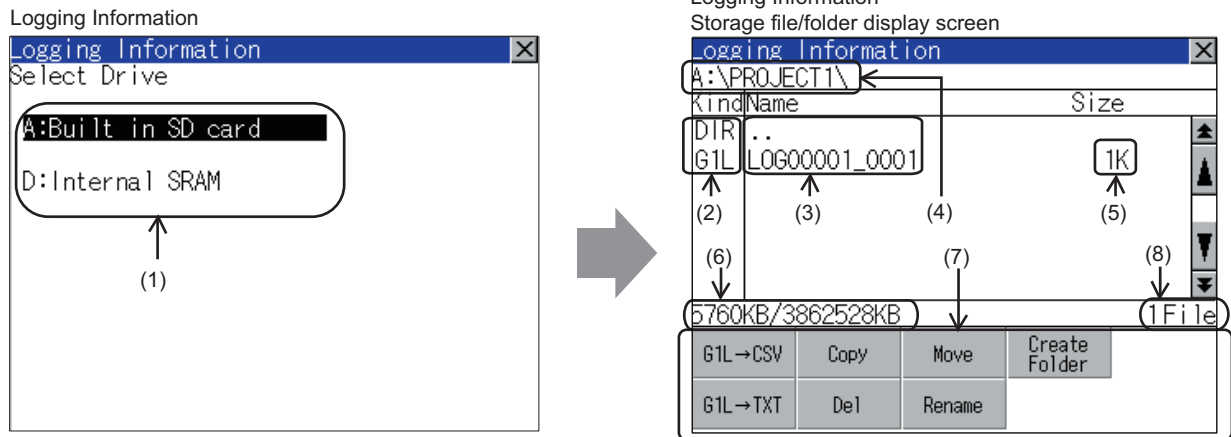 Logging Information
Logging Information
Select Drive
A:Built in SD card
D:Internal SRAM
(1)
Logging Information
Storage file/folder display screen
Logging Information
A:\PROJECT1\
Kind Name Size
DIR ..
G1L LOG00001_0001 1K
(2) (3) (4) (5)
(6) (7) (8)
5760KB/3862528KB 1File
G1L→CSV Copy Move Create Folder
G1L→TXT Del Rename